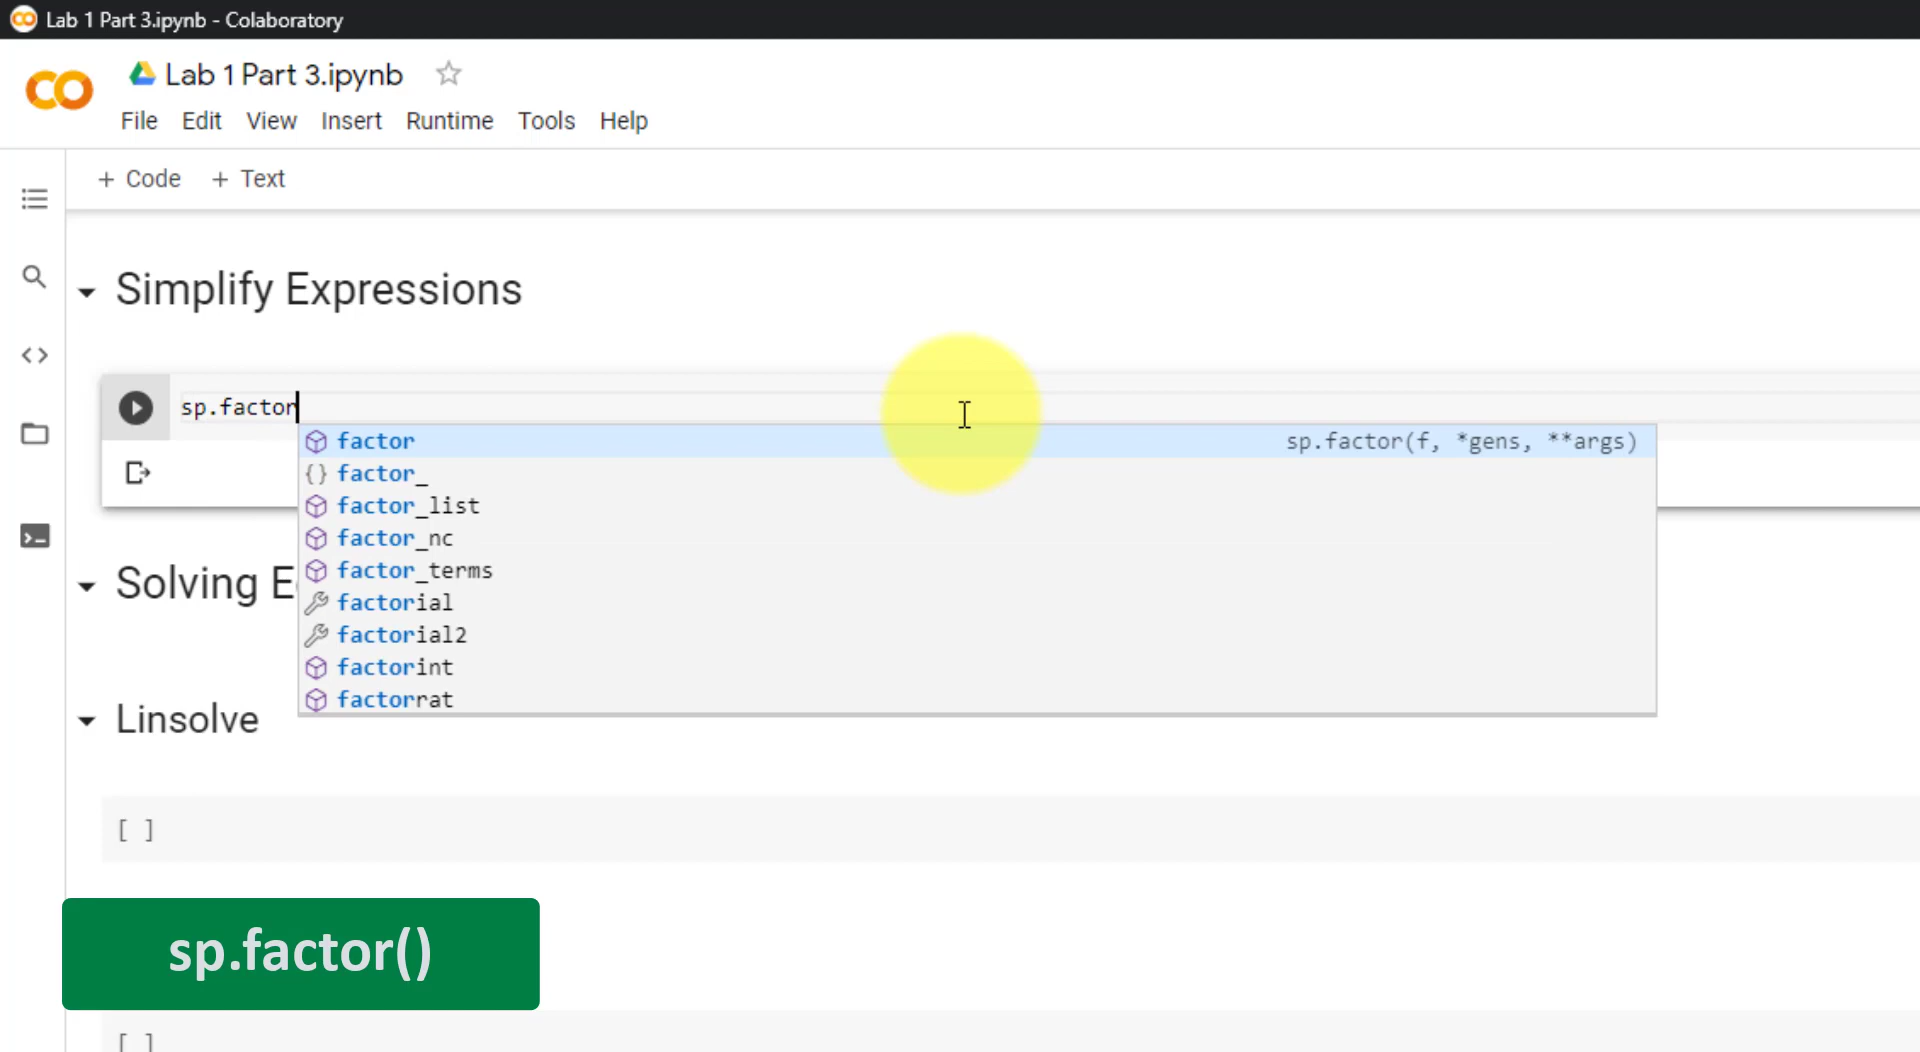 Lab 1 Part 3.ipynb - Colaboratory
Lab 1 Part 3.ipynb
File Edit View Insert Runtime Tools Help
+ Code + Text
Simplify Expressions
sp.factor
factor sp.factor(f, *gens, **args)
{} factor_
factor_list
factor_nc
factor_terms
factorial
factorial2
factorint
factorrat
Solving E
Linsolve
[ ]
sp.factor()
[ ]